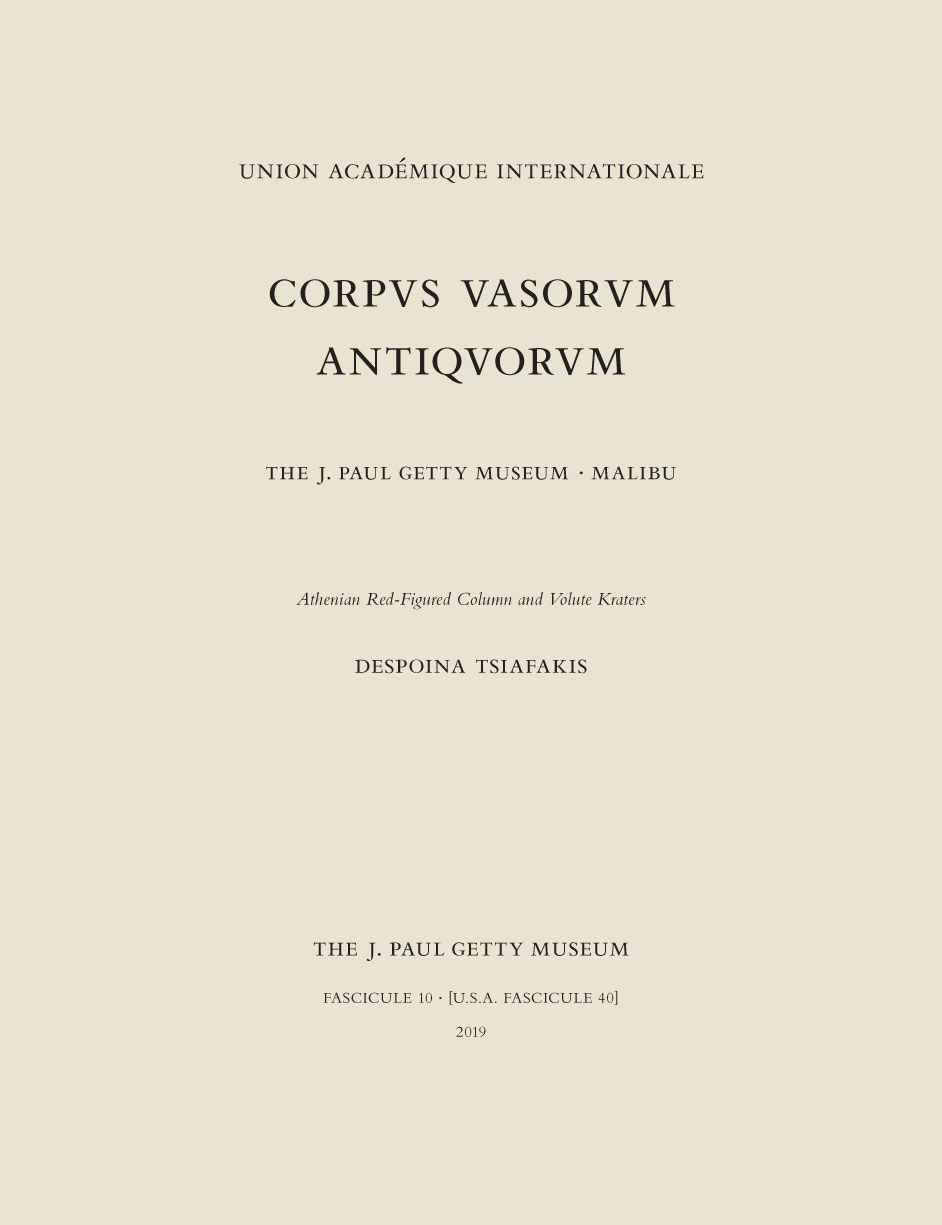 UNION ACADÉMIQUE INTERNATIONALE
CORPVS VASORVM
ANTIQVORVM
THE J. PAUL GETTY MUSEUM · MALIBU
Athenian Red-Figured Column and Volute Kraters
DESPOINA TSIAFAKIS
THE J. PAUL GETTY MUSEUM
FASCICULE 10 · [U.S.A. FASCICULE 40]
2019